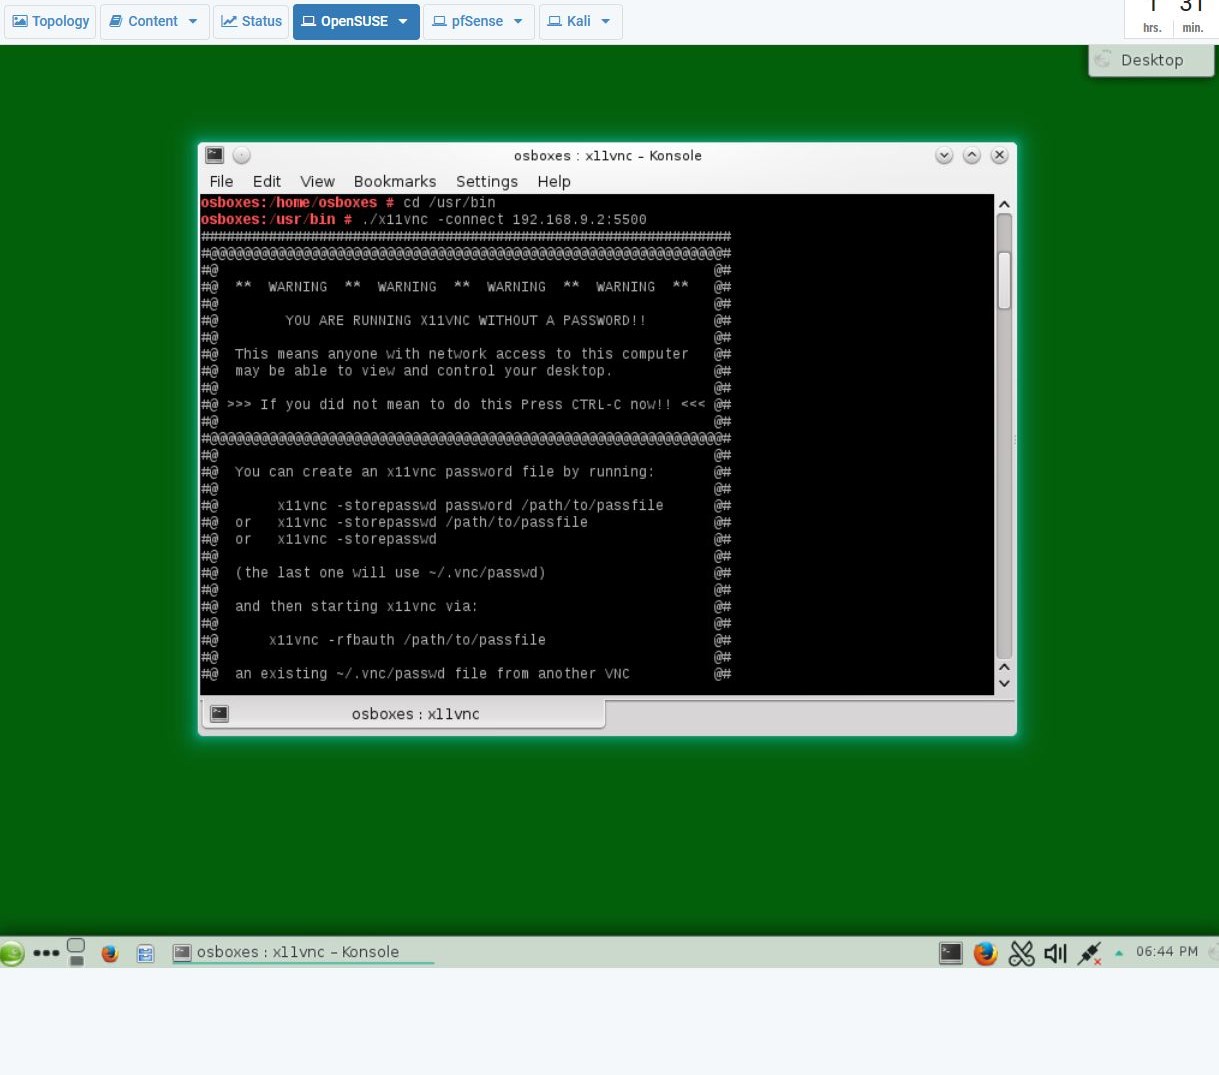 Topology Content Status OpenSUSE pfSense Kali
1 31
hrs. min.
Desktop
osboxes : x11vnc – Konsole
File Edit View Bookmarks Settings Help
osboxes:/home/osboxes # cd /usr/bin
osboxes:/usr/bin # ./x11vnc -connect 192.168.9.2:5500
###############################################################
#@@@@@@@@@@@@@@@@@@@@@@@@@@@@@@@@@@@@@@@@@@@@@@@@@@@@@@@@@@@@@#
#@                                                           @#
#@  **  WARNING  **  WARNING  **  WARNING  **  WARNING  **   @#
#@                                                           @#
#@        YOU ARE RUNNING X11VNC WITHOUT A PASSWORD!!        @#
#@                                                           @#
#@  This means anyone with network access to this computer   @#
#@  may be able to view and control your desktop.            @#
#@                                                           @#
#@ >>> If you did not mean to do this Press CTRL-C now!! <<< @#
#@                                                           @#
#@@@@@@@@@@@@@@@@@@@@@@@@@@@@@@@@@@@@@@@@@@@@@@@@@@@@@@@@@@@@@#
#@                                                           @#
#@  You can create an x11vnc password file by running:       @#
#@                                                           @#
#@       x11vnc -storepasswd password /path/to/passfile      @#
#@  or   x11vnc -storepasswd /path/to/passfile               @#
#@  or   x11vnc -storepasswd                                 @#
#@                                                           @#
#@  (the last one will use ~/.vnc/passwd)                    @#
#@                                                           @#
#@  and then starting x11vnc via:                            @#
#@                                                           @#
#@      x11vnc -rfbauth /path/to/passfile                    @#
#@                                                           @#
#@  an existing ~/.vnc/passwd file from another VNC          @#
osboxes : x11vnc
osboxes : x11vnc – Konsole 06:44 PM